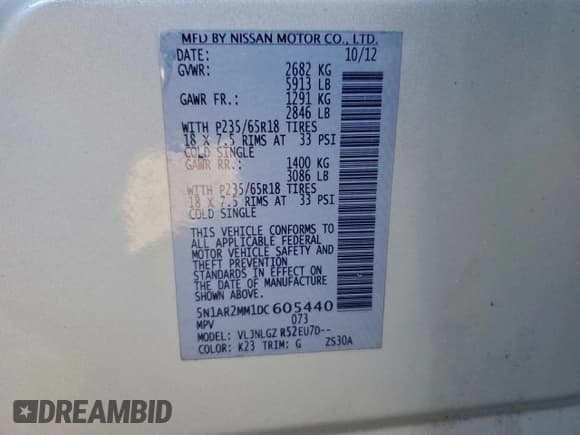 MFD BY NISSAN MOTOR CO., LTD.
DATE: 10/12
GVWR: 2682 KG
5913 LB
GAWR FR.: 1291 KG
2846 LB
WITH P235/65R18 TIRES
18 X 7.5 RIMS AT 33 PSI
COLD SINGLE
GAWR RR.: 1400 KG
3086 LB
WITH P235/65R18 TIRES
18 X 7.5 RIMS AT 33 PSI
COLD SINGLE
THIS VEHICLE CONFORMS TO
ALL APPLICABLE FEDERAL
MOTOR VEHICLE SAFETY
AND THEFT PREVENTION
STANDARDS IN EFFECT ON
THE DATE OF MANUFACTURE
SHOWN ABOVE.
5N1AR2MM1DC 605440
MPV 073
MODEL: VLJNLGZ R52EU7D--
COLOR: K23 TRIM: G ZS30A
DREAMBID